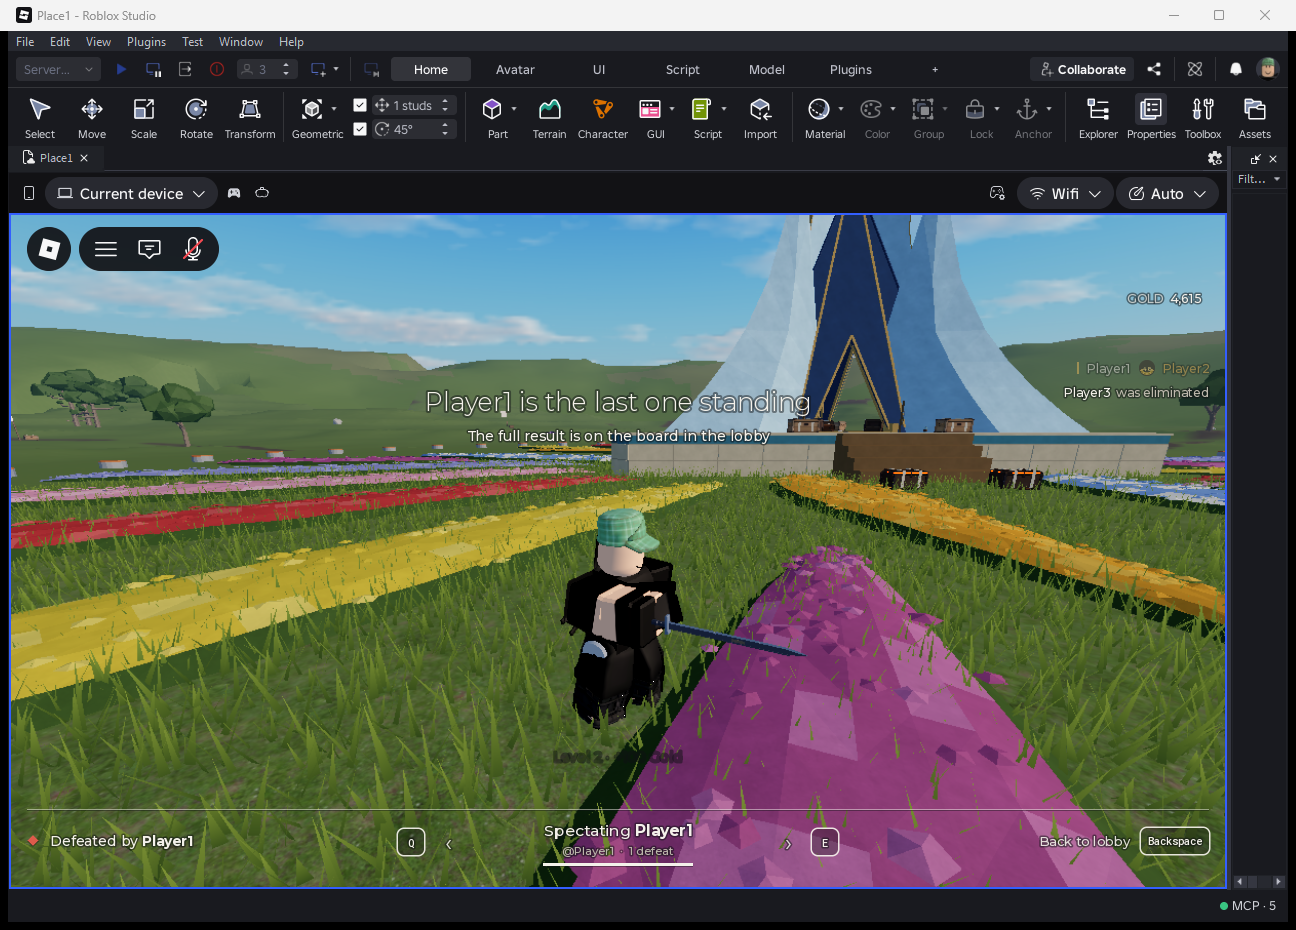 Place1 - Roblox Studio
File Edit View Plugins Test Window Help
Server... 3 Home Avatar UI Script Model Plugins + Collaborate
1 studs
45°
Select Move Scale Rotate Transform Geometric Part Terrain Character GUI Script Import Material Color Group Lock Anchor Explorer Properties Toolbox Assets
Place1
Filt...
Current device Wifi Auto
GOLD 4,615
Player1 Player2
Player3 was eliminated
Player1 is the last one standing
The full result is on the board in the lobby
Defeated by Player1
Q
Spectating Player1
@Player1 · 1 defeat
E
Back to lobby Backspace
MCP · 5